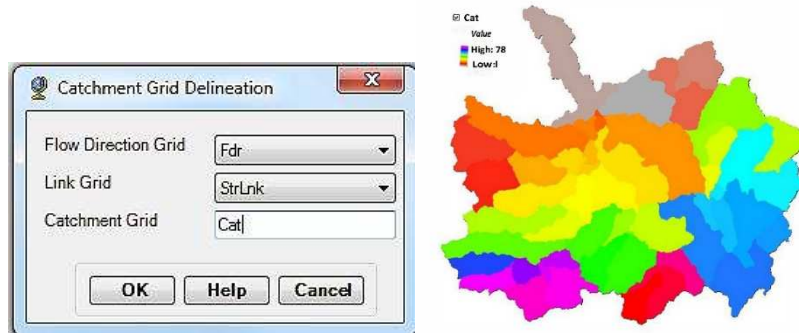 Catchment Grid Delineation
Flow Direction Grid Fdr
Link Grid StrLnk
Catchment Grid Cat
OK Help Cancel
Cat
Value
High: 78
Low:l